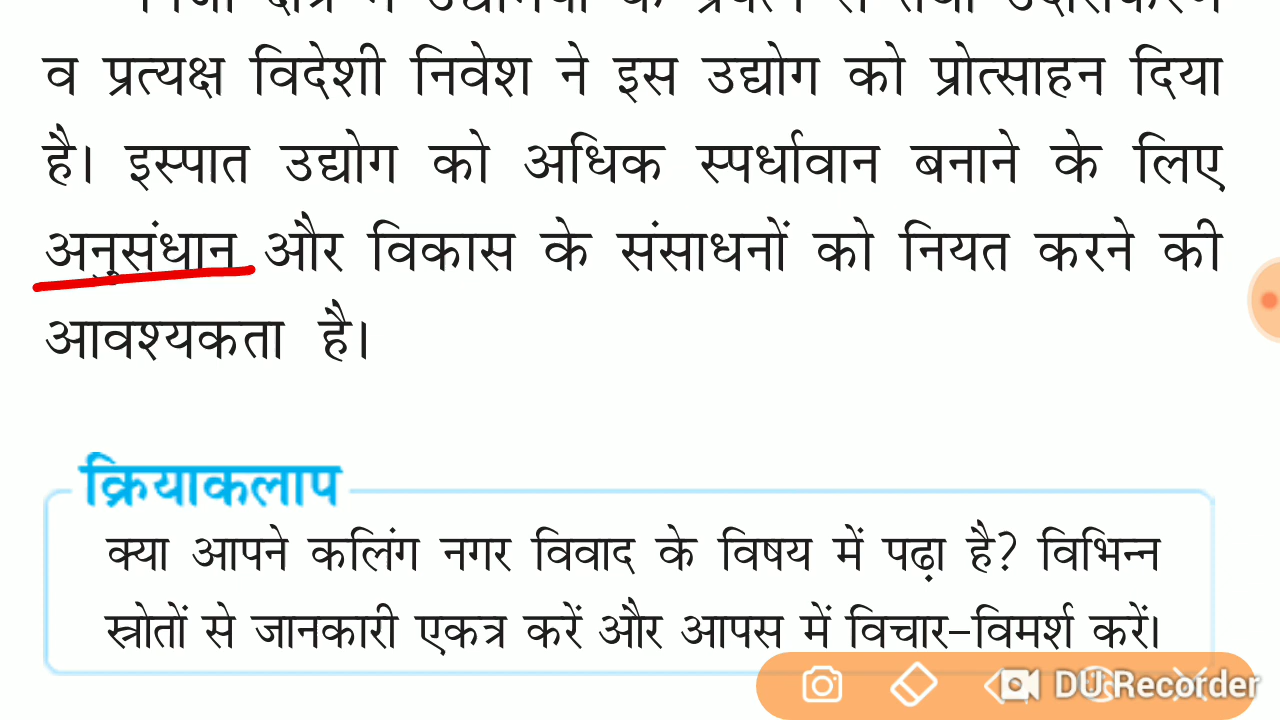 व प्रत्यक्ष विदेशी निवेश ने इस उद्योग को प्रोत्साहन दिया
है। इस्पात उद्योग को अधिक स्पर्धावान बनाने के लिए
अनुसंधान और विकास के संसाधनों को नियत करने की
आवश्यकता है।
क्रियाकलाप
क्या आपने कलिंग नगर विवाद के विषय में पढ़ा है? विभिन्न
स्रोतों से जानकारी एकत्र करें और आपस में विचार-विमर्श करें।
DU Recorder